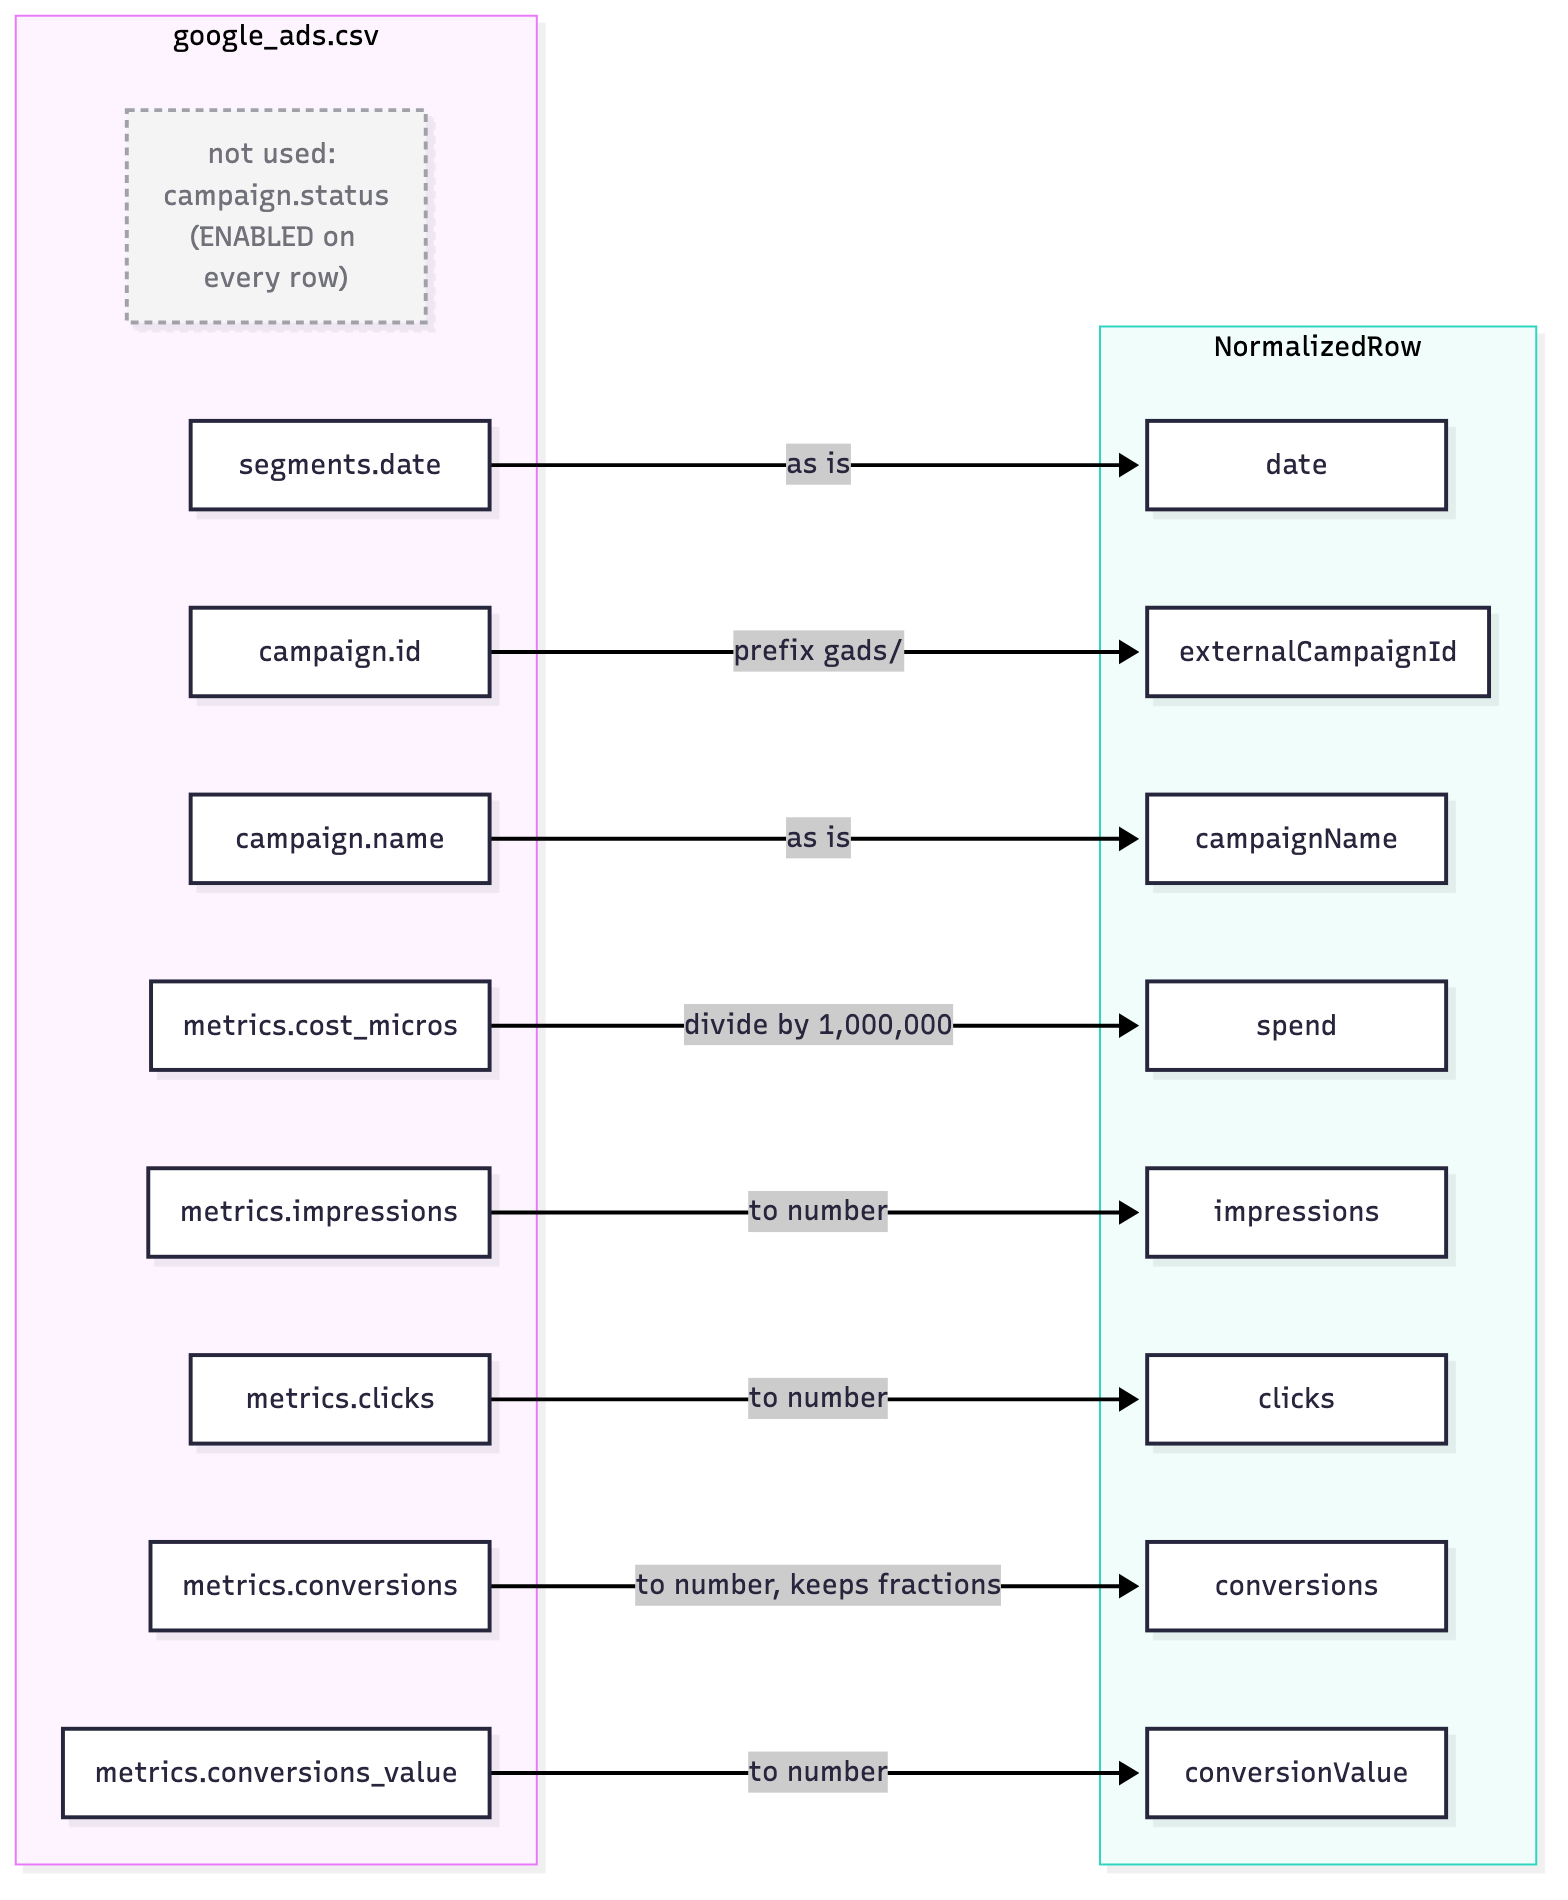 google_ads.csv
not used:
campaign.status
(ENABLED on
every row)
NormalizedRow
segments.date
as is
date
campaign.id
prefix gads/
externalCampaignId
campaign.name
as is
campaignName
metrics.cost_micros
divide by 1,000,000
spend
metrics.impressions
to number
impressions
metrics.clicks
to number
clicks
metrics.conversions
to number, keeps fractions
conversions
metrics.conversions_value
to number
conversionValue